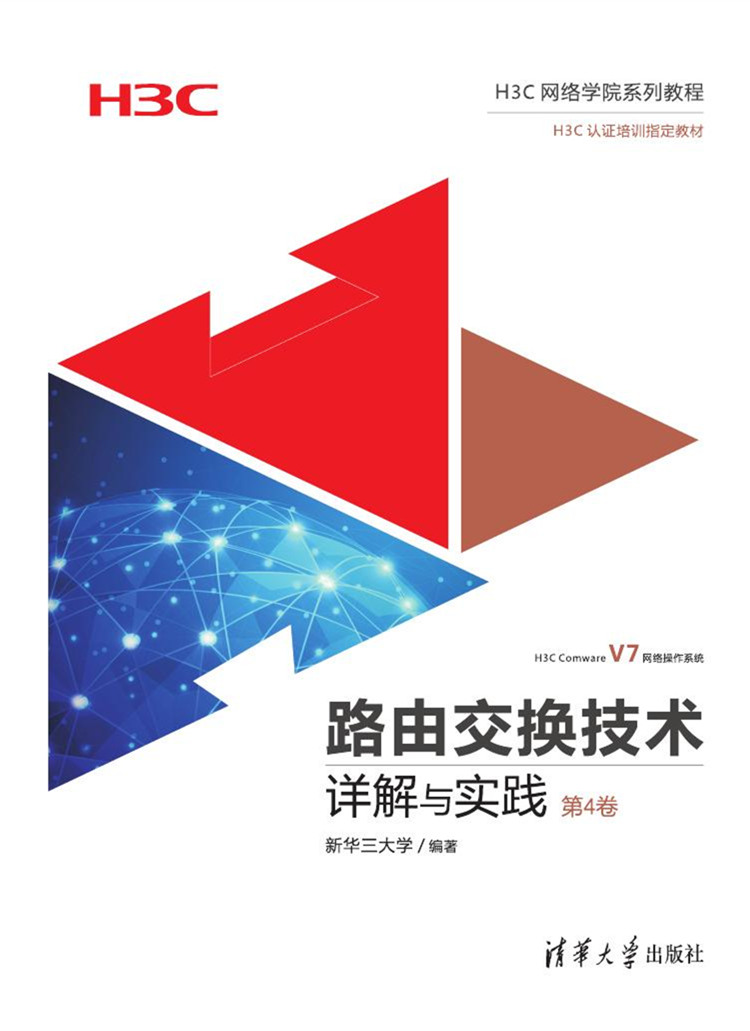 H3C
H3C 网络学院系列教程
H3C 认证培训指定教材
H3C Comware V7 网络操作系统
路由交换技术
详解与实践 第4卷
新华三大学 / 编著
清华大学出版社